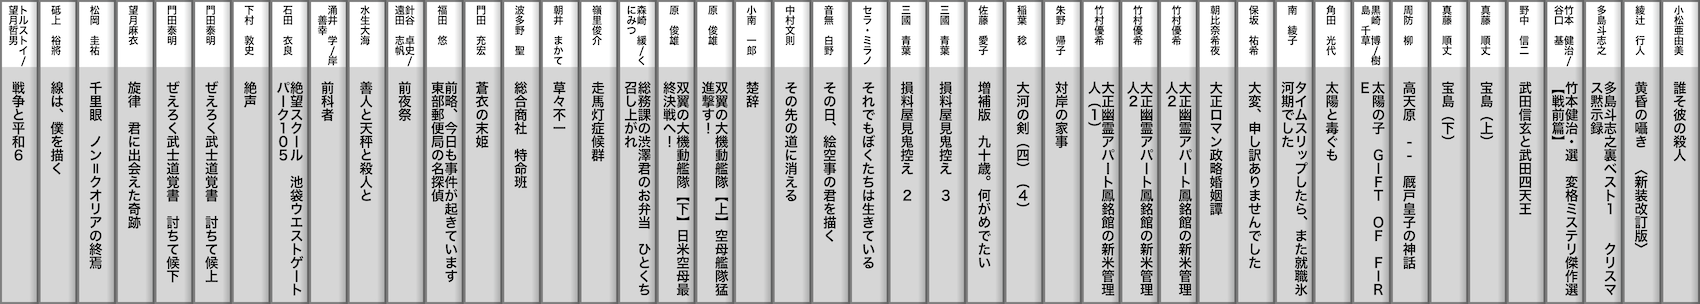 小松亜由美
誰そ彼の殺人
綾辻　行人
黄昏の囁き　〈新装改訂版〉
多島斗志之
多島斗志之裏ベスト１　クリスマ
ス黙示録
竹本　健治/
谷口　基
竹本健治・選　変格ミステリ傑作選
【戦前篇】
野中　信二
武田信玄と武田四天王
真藤　順丈
宝島（上）
真藤　順丈
宝島（下）
周防　柳
高天原　--　厩戸皇子の神話
黒崎　博/樹
島　千草
太陽の子　ＧＩＦＴ　ＯＦ　ＦＩＲ
Ｅ
角田　光代
太陽と毒ぐも
南　綾子
タイムスリップしたら、また就職氷
河期でした
保坂　祐希
大変、申し訳ありませんでした
朝比奈希夜
大正ロマン政略婚姻譚
竹村優希
大正幽霊アパート鳳銘館の新米管理
人２
竹村優希
大正幽霊アパート鳳銘館の新米管理
人２
竹村優希
大正幽霊アパート鳳銘館の新米管理
人（１）
朱野　帰子
対岸の家事
稲葉　稔
大河の剣（四）　（４）
佐藤　愛子
増補版　九十歳。何がめでたい
三國　青葉
損料屋見鬼控え　３
三國　青葉
損料屋見鬼控え　２
セラ・ミラノ
それでもぼくたちは生きている
音無　白野
その日、絵空事の君を描く
中村文則
その先の道に消える
小南　一郎
楚辞
原　俊雄
双翼の大機動艦隊【上】空母艦隊猛
進撃す！
原　俊雄
双翼の大機動艦隊【下】日米空母最
終決戦へ！
森崎　緩/く
にみつ
総務課の渋澤君のお弁当　ひとくち
召し上がれ
嶺里俊介
走馬灯症候群
朝井　まかて
草々不一
波多野　聖
総合商社　特命班
門田　充宏
蒼衣の末姫
福田　悠
前略、今日も事件が起きています
東部郵便局の名探偵
針谷　卓史/
遠田　志帆
前夜祭
水生大海
善人と天秤と殺人と
涌井　学/岸
善幸
前科者
石田　衣良
絶望スクール　池袋ウエストゲート
パーク１０５
下村　敦史
絶声
門田泰明
ぜえろく武士道覚書　討ちて候上
門田泰明
ぜえろく武士道覚書　討ちて候下
望月麻衣
旋律　君に出会えた奇跡
松岡　圭祐
千里眼　ノン＝クオリアの終焉
砥上　裕將
線は、僕を描く
トルストイ/
望月哲男
戦争と平和６